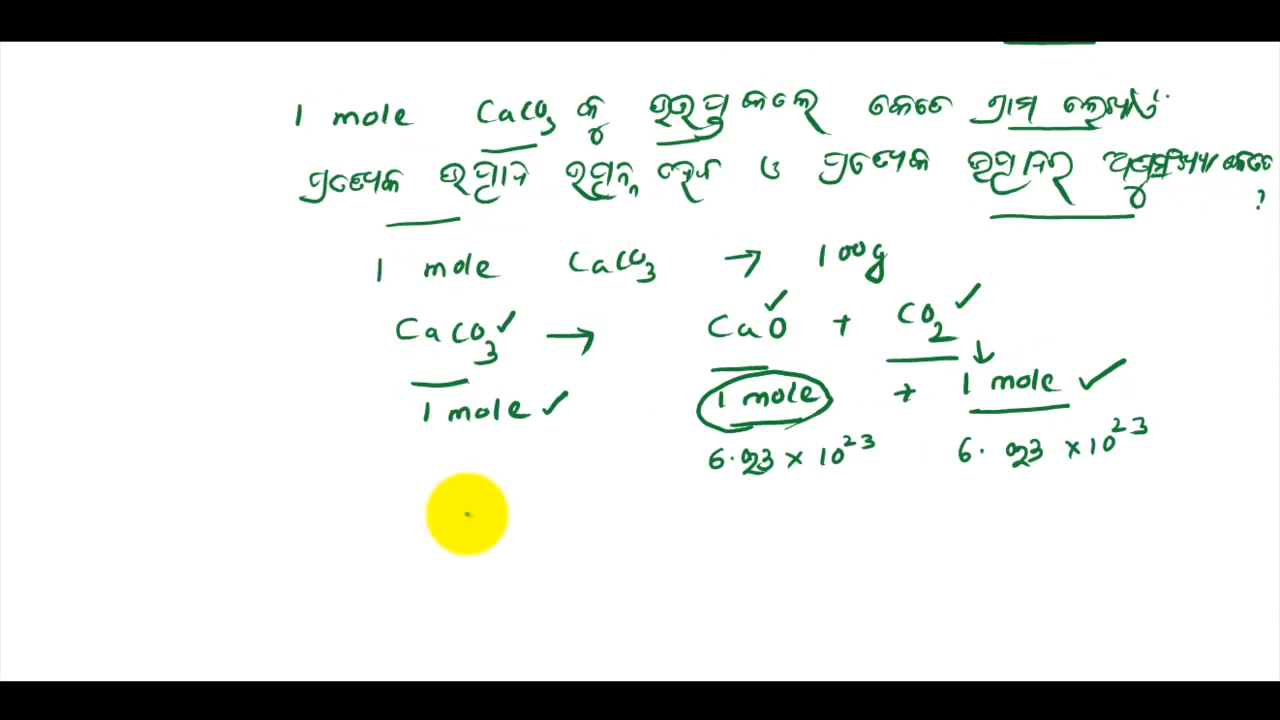 1 mole CaCO3 କୁ ଉତ୍ତପ୍ତ କଲେ କେତେ ଗ୍ରାମ ଲେଖାଏଁ
ପ୍ରତ୍ୟେକ ଉତ୍ପାଦ ଉତ୍ପନ୍ନ ହେବ ଓ ପ୍ରତ୍ୟେକ ଉତ୍ପାଦର ଅଣୁସଂଖ୍ୟା କେତେ
?
1 mole CaCO3 → 100g
CaCO3 ✓ → CaO ✓ + CO2 ✓
1 mole ✓ 1 mole + 1 mole ✓
6.023 × 10^23 6.023 × 10^23